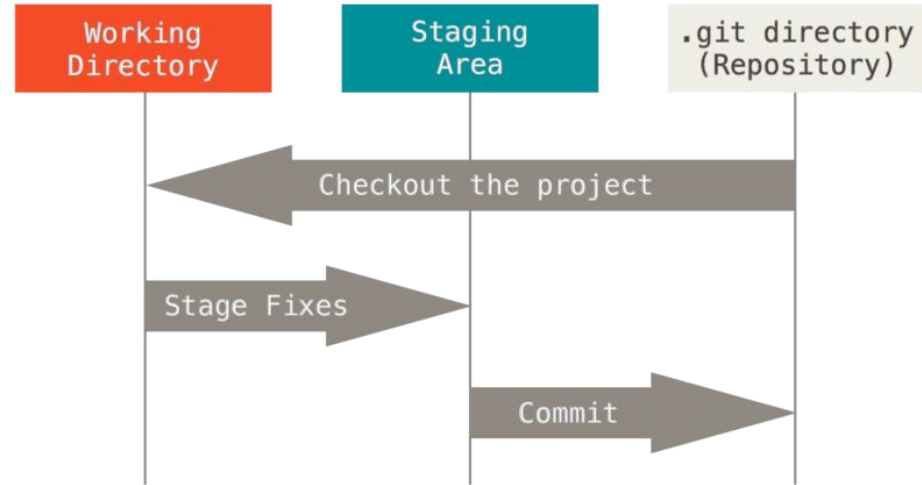 Working
Directory
Staging
Area
.git directory
(Repository)
Checkout the project
Stage Fixes
Commit